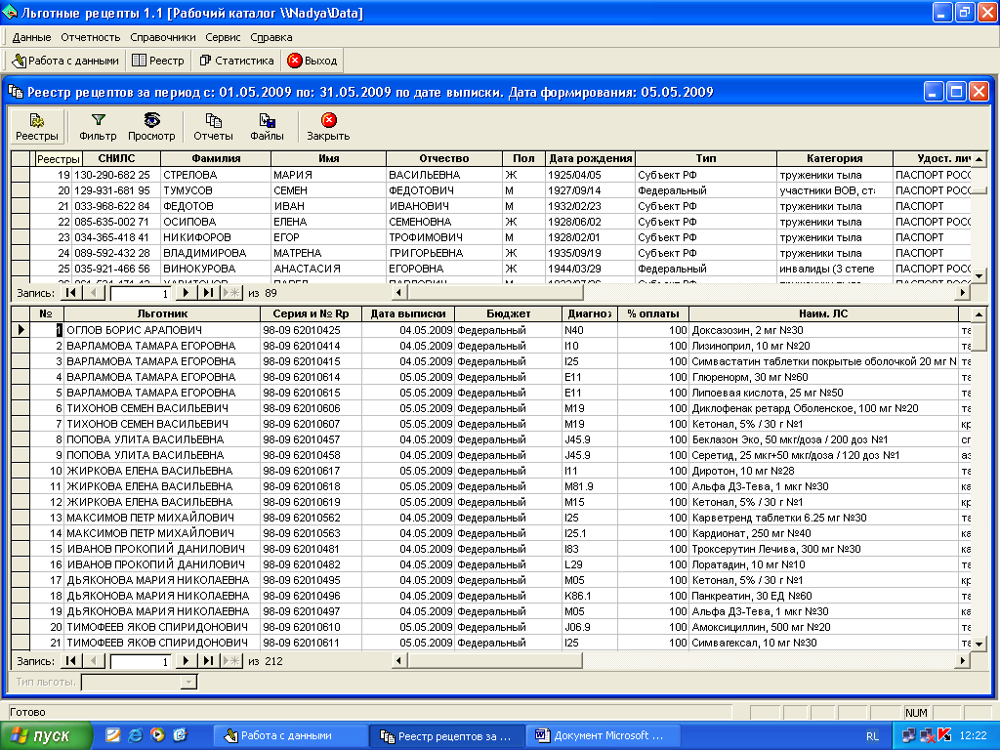 Льготные рецепты 1.1 [Рабочий каталог \\Nadya\Data]
Данные Отчетность Справочники Сервис Справка
Работа с данными Реестр Статистика Выход
Реестр рецептов за период с: 01.05.2009 по: 31.05.2009 по дате выписки. Дата формирования: 05.05.2009
Реестры Фильтр Просмотр Отчеты Файлы Закрыть
Реестры СНИЛС Фамилия Имя Отчество Пол Дата рождения Тип Категория Удост. лич
19 130-290-682 25 СТРЕЛОВА МАРИЯ ВАСИЛЬЕВНА Ж 1925/04/05 Субъект РФ труженики тыла ПАСПОРТ РОСС
20 129-931-681 95 ТУМУСОВ СЕМЕН ФЕДОТОВИЧ М 1927/09/14 Федеральный участники ВОВ, ст ПАСПОРТ РОСС
21 033-968-622 84 ФЕДОТОВ ИВАН ИВАНОВИЧ М 1932/02/23 Субъект РФ труженики тыла ПАСПОРТ
22 085-635-002 71 ОСИПОВА ЕЛЕНА СЕМЕНОВНА Ж 1928/06/02 Субъект РФ труженики тыла ПАСПОРТ РОСС
23 034-365-418 41 НИКИФОРОВ ЕГОР ТРОФИМОВИЧ М 1928/02/01 Субъект РФ труженики тыла ПАСПОРТ
24 089-592-432 28 ВЛАДИМИРОВА МАТРЕНА ГРИГОРЬЕВНА Ж 1935/09/19 Субъект РФ труженики тыла ПАСПОРТ
25 035-921-466 56 ВИНОКУРОВА АНАСТАСИЯ ЕГОРОВНА Ж 1944/03/29 Федеральный инвалиды (3 степе ПАСПОРТ РОСС
Запись: 1 из 89
№ Льготник Серия и № Rp Дата выписки Бюджет Диагноз % оплаты Наим. ЛС
1 ОГЛОВ БОРИС АРАПОВИЧ 98-09 62010425 04.05.2009 Федеральный N40 100 Доксазозин, 2 мг №30 та
2 ВАРЛАМОВА ТАМАРА ЕГОРОВНА 98-09 62010414 04.05.2009 Федеральный I10 100 Лизиноприл, 10 мг №20 та
3 ВАРЛАМОВА ТАМАРА ЕГОРОВНА 98-09 62010415 04.05.2009 Федеральный I25 100 Симвастатин таблетки покрытые оболочкой 20 мг N та
4 ВАРЛАМОВА ТАМАРА ЕГОРОВНА 98-09 62010614 05.05.2009 Федеральный E11 100 Глюренорм, 30 мг №60 та
5 ВАРЛАМОВА ТАМАРА ЕГОРОВНА 98-09 62010615 05.05.2009 Федеральный E11 100 Липоевая кислота, 25 мг №50 та
6 ТИХОНОВ СЕМЕН ВАСИЛЬЕВИЧ 98-09 62010606 05.05.2009 Федеральный M19 100 Диклофенак ретард Оболенское, 100 мг №20 та
7 ТИХОНОВ СЕМЕН ВАСИЛЬЕВИЧ 98-09 62010607 05.05.2009 Федеральный M19 100 Кетонал, 5% / 30 г №1 кр
8 ПОПОВА УЛИТА ВАСИЛЬЕВНА 98-09 62010457 04.05.2009 Федеральный J45.9 100 Беклазон Эко, 50 мкг/доза / 200 доз №1 сп
9 ПОПОВА УЛИТА ВАСИЛЬЕВНА 98-09 62010458 04.05.2009 Федеральный J45.9 100 Серетид, 25 мкг+50 мкг/доза / 120 доз №1 аэ
10 ЖИРКОВА ЕЛЕНА ВАСИЛЬЕВНА 98-09 62010617 05.05.2009 Федеральный I11 100 Диротон, 10 мг №28 та
11 ЖИРКОВА ЕЛЕНА ВАСИЛЬЕВНА 98-09 62010618 05.05.2009 Федеральный M81.9 100 Альфа Д3-Тева, 1 мкг №30 ка
12 ЖИРКОВА ЕЛЕНА ВАСИЛЬЕВНА 98-09 62010619 05.05.2009 Федеральный M15 100 Кетонал, 5% / 30 г №1 кр
13 МАКСИМОВ ПЕТР МИХАЙЛОВИЧ 98-09 62010562 04.05.2009 Федеральный I25 100 Карветренд таблетки 6.25 мг №30 та
14 МАКСИМОВ ПЕТР МИХАЙЛОВИЧ 98-09 62010563 04.05.2009 Федеральный I25.1 100 Кардионат, 250 мг №40 ка
15 ИВАНОВ ПРОКОПИЙ ДАНИЛОВИЧ 98-09 62010481 04.05.2009 Федеральный I83 100 Троксерутин Лечива, 300 мг №30 ка
16 ИВАНОВ ПРОКОПИЙ ДАНИЛОВИЧ 98-09 62010482 04.05.2009 Федеральный L29 100 Лоратадин, 10 мг №10 та
17 ДЬЯКОНОВА МАРИЯ НИКОЛАЕВНА 98-09 62010495 04.05.2009 Федеральный M05 100 Кетонал, 5% / 30 г №1 кр
18 ДЬЯКОНОВА МАРИЯ НИКОЛАЕВНА 98-09 62010496 04.05.2009 Федеральный K86.1 100 Панкреатин, 30 ЕД №60 та
19 ДЬЯКОНОВА МАРИЯ НИКОЛАЕВНА 98-09 62010497 04.05.2009 Федеральный M05 100 Альфа Д3-Тева, 1 мкг №30 ка
20 ТИМОФЕЕВ ЯКОВ СПИРИДОНОВИЧ 98-09 62010610 05.05.2009 Федеральный J06.9 100 Амоксициллин, 500 мг №20 та
21 ТИМОФЕЕВ ЯКОВ СПИРИДОНОВИЧ 98-09 62010611 05.05.2009 Федеральный I25 100 Симвагексал, 10 мг №30 та
Запись: 1 из 212
Тип льготы.
Готово NUM
пуск Работа с данными Реестр рецептов за ... Документ Microsoft ... RL 12:22